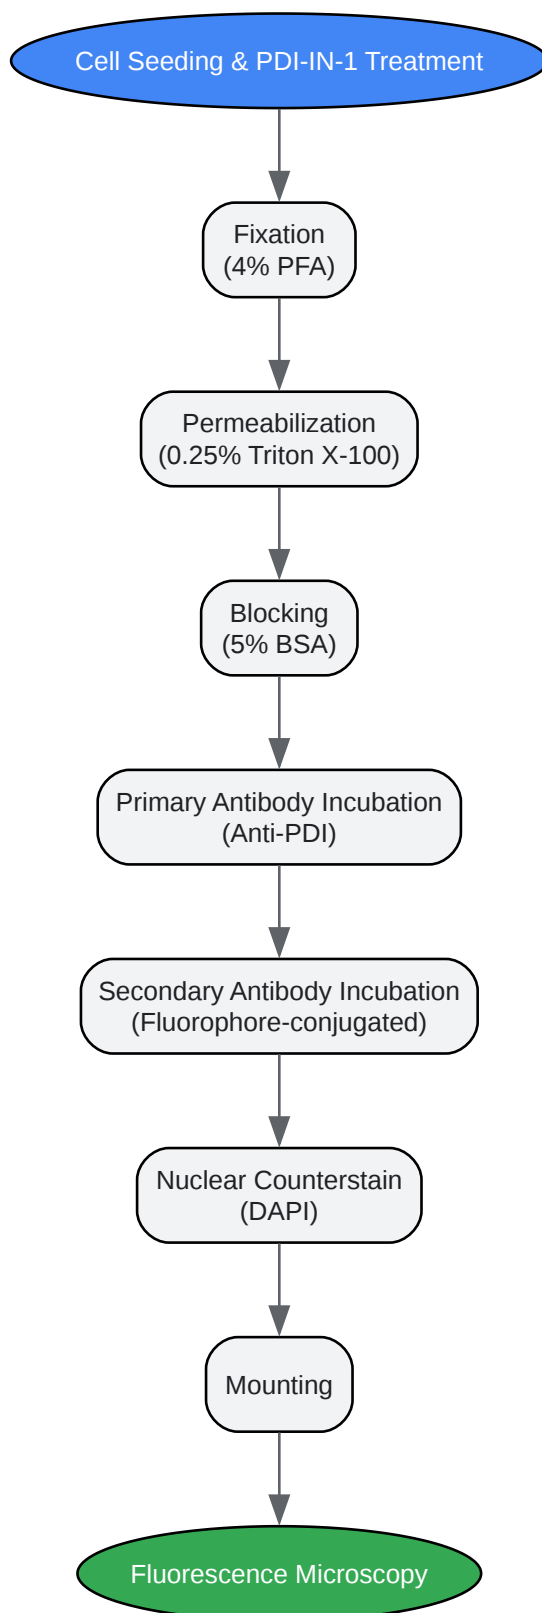 Cell Seeding & PDI-IN-1 Treatment
Fixation
(4% PFA)
Permeabilization
(0.25% Triton X-100)
Blocking
(5% BSA)
Primary Antibody Incubation
(Anti-PDI)
Secondary Antibody Incubation
(Fluorophore-conjugated)
Nuclear Counterstain
(DAPI)
Mounting
Fluorescence Microscopy